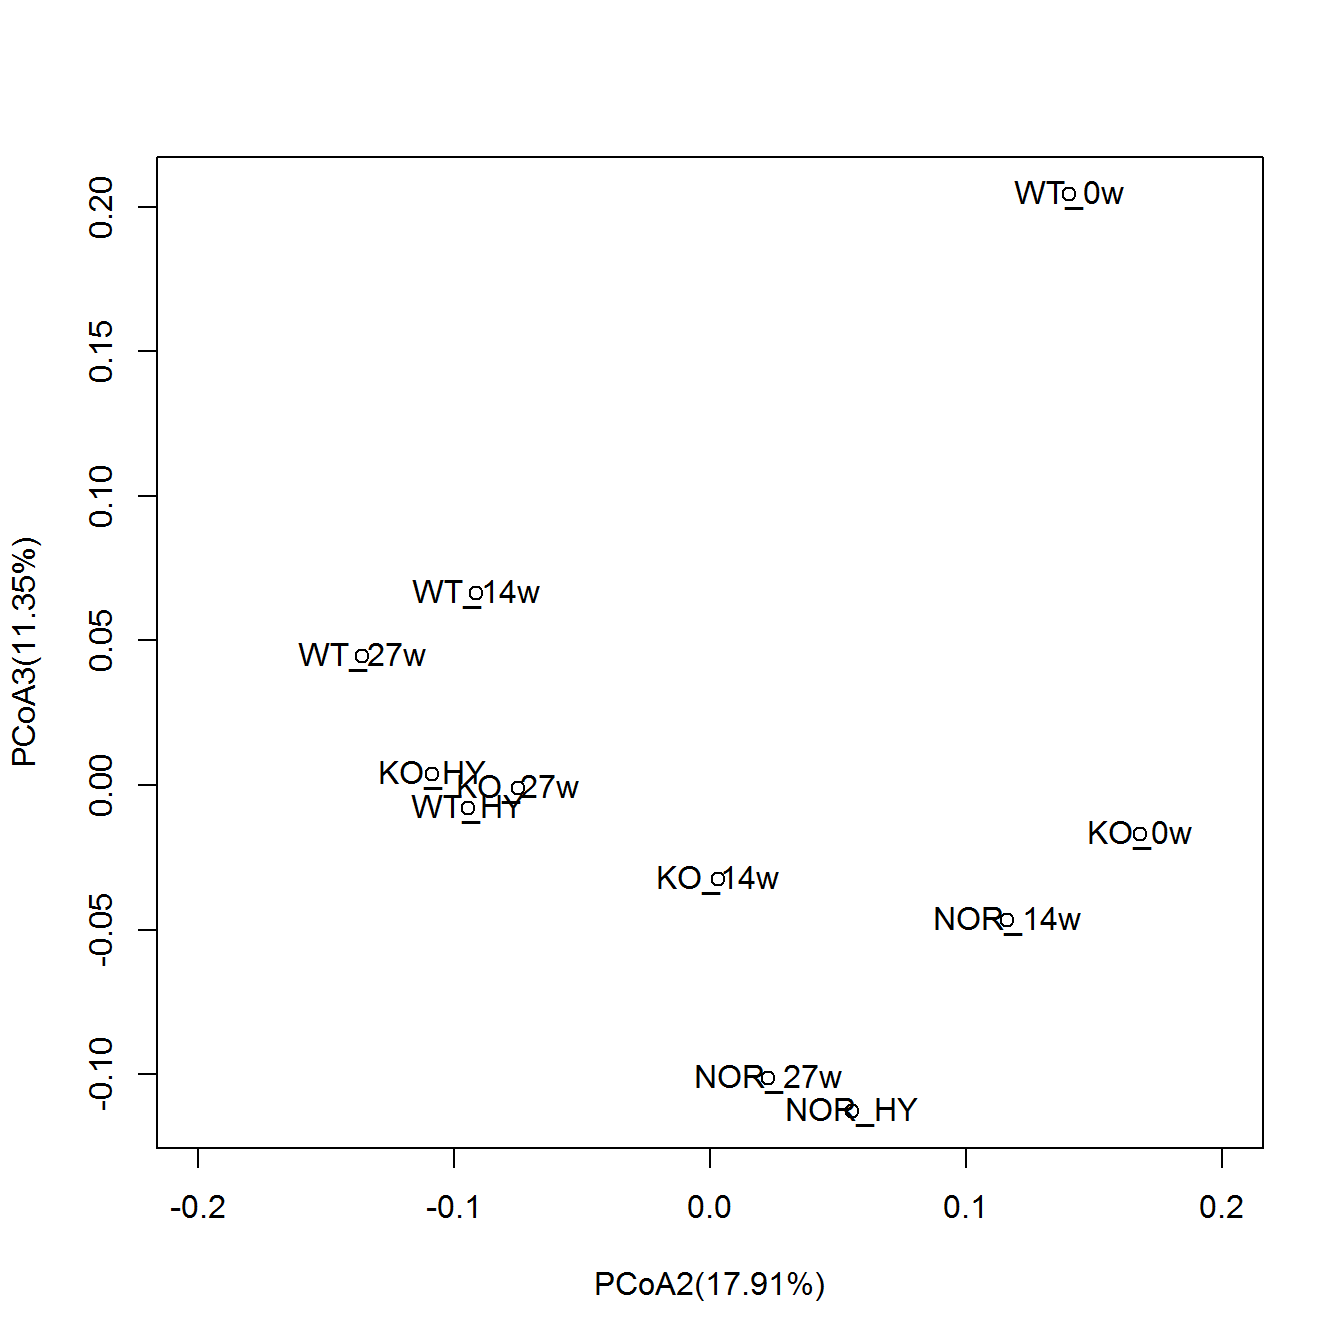 0.20
0.15
0.10
0.05
0.00
-0.05
-0.10
PCoA3(11.35%)
WT_0w
WT_14w
WT_27w
KO_HY
KO_27w
WT_HY
KO_0w
KO_14w
NOR_14w
NOR_27w
NOR_HY
-0.2
-0.1
0.0
0.1
0.2
PCoA2(17.91%)